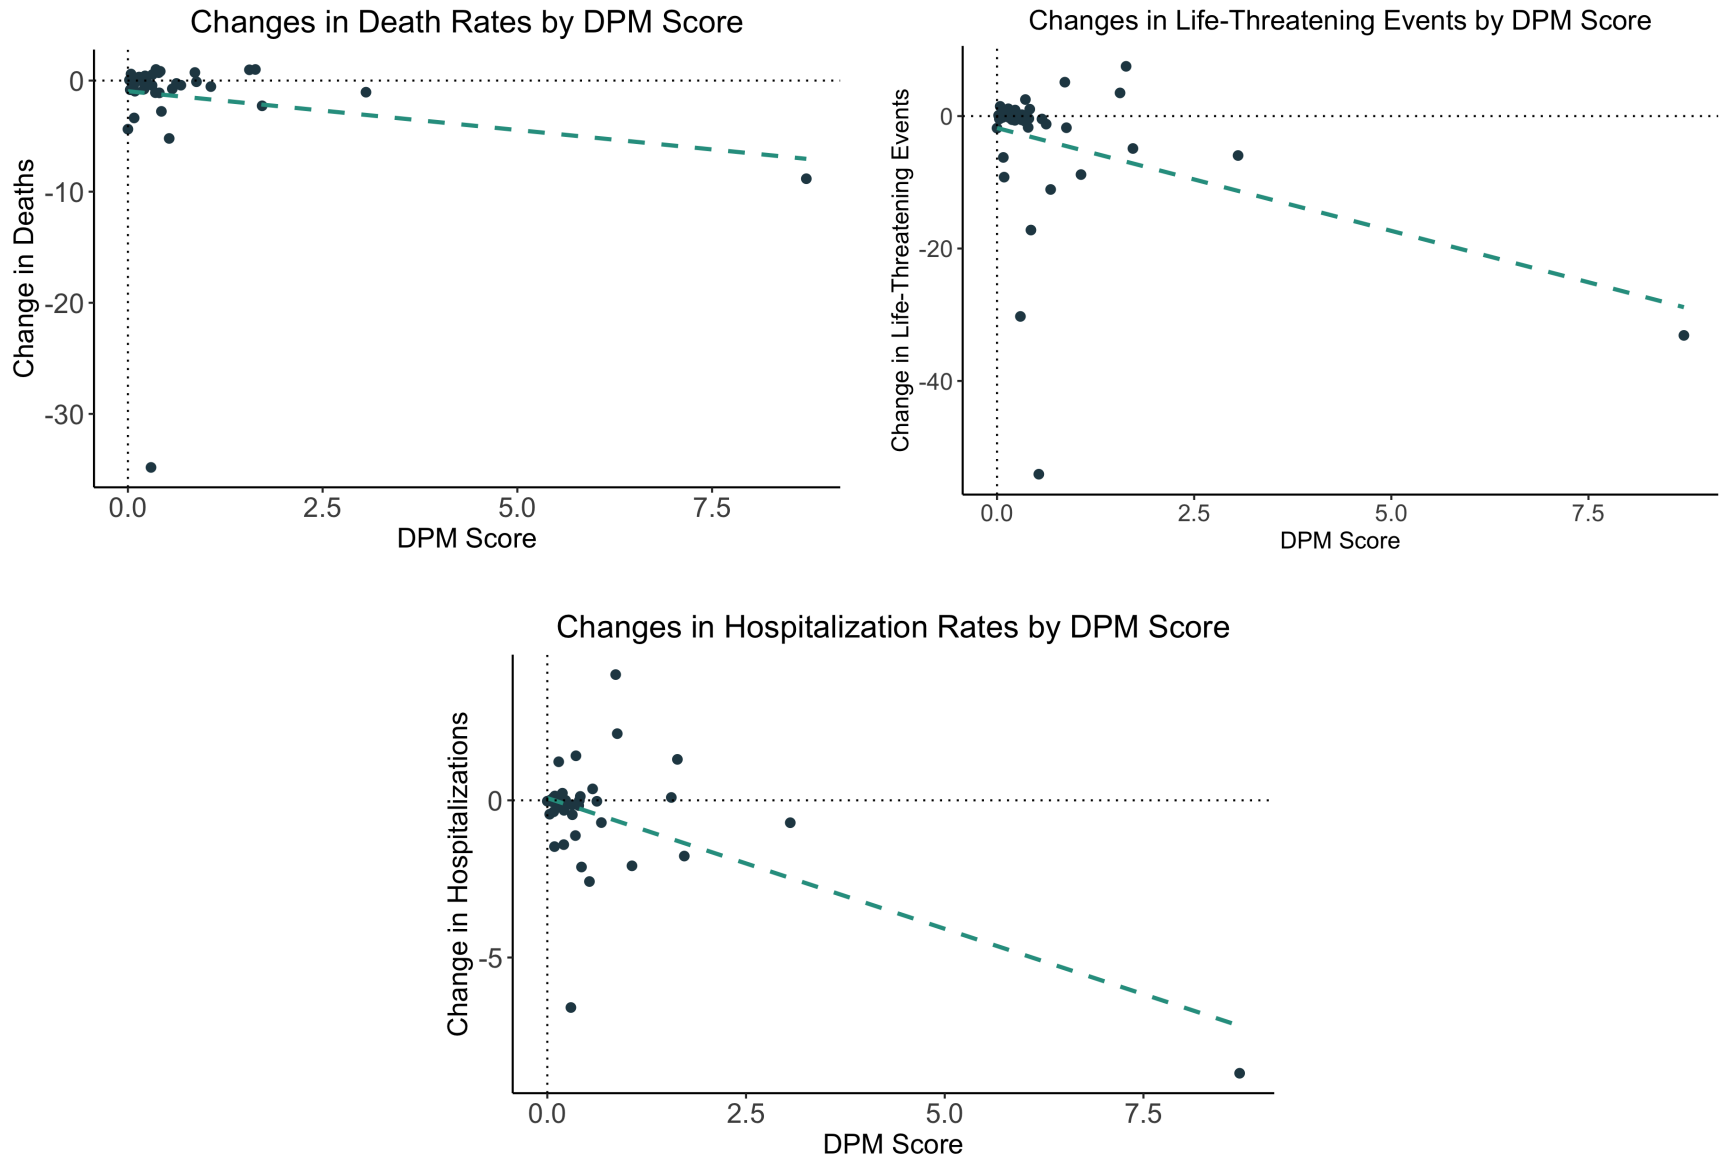 Changes in Death Rates by DPM Score
Change in Deaths
0
-10
-20
-30
0.0 2.5 5.0 7.5
DPM Score
Changes in Life-Threatening Events by DPM Score
Change in Life-Threatening Events
0
-20
-40
0.0 2.5 5.0 7.5
DPM Score
Changes in Hospitalization Rates by DPM Score
Change in Hospitalizations
0
-5
0.0 2.5 5.0 7.5
DPM Score